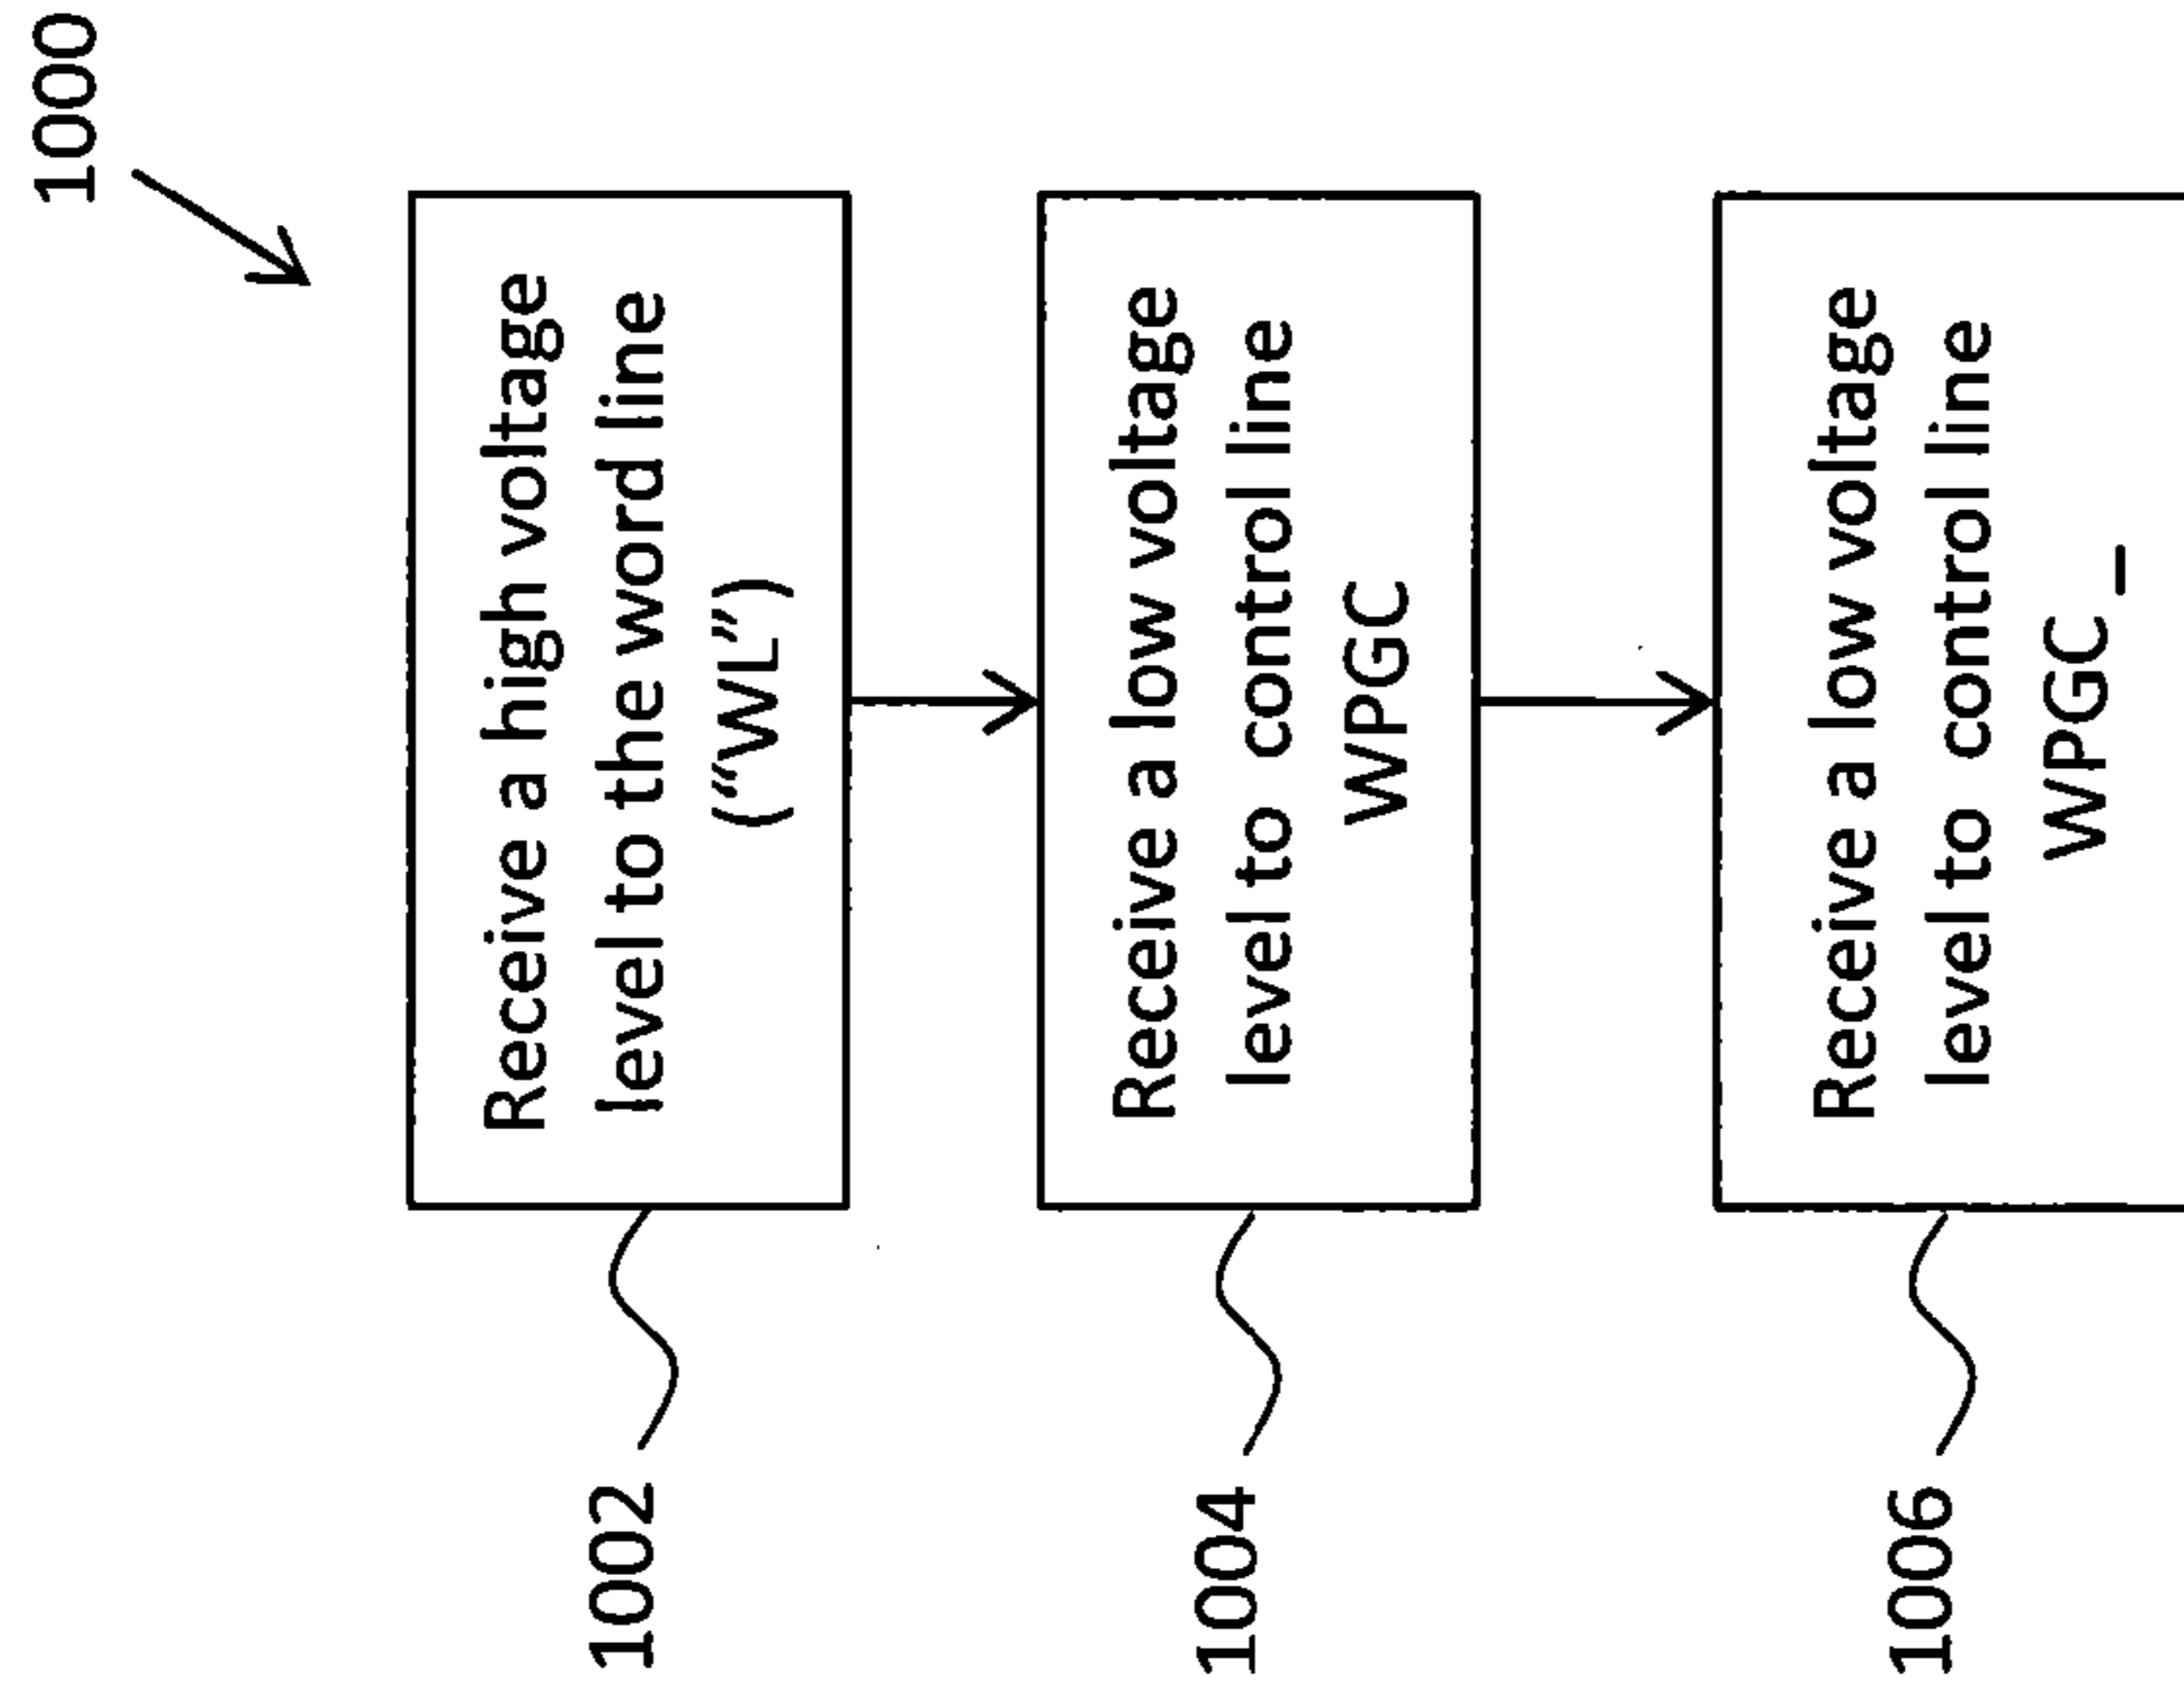 1000
1002
Receive a high voltage
level to the word line
(“WL”)
1004
Receive a low voltage
level to control line
WPGC
1006
Receive a low voltage
level to control line
WPGC_